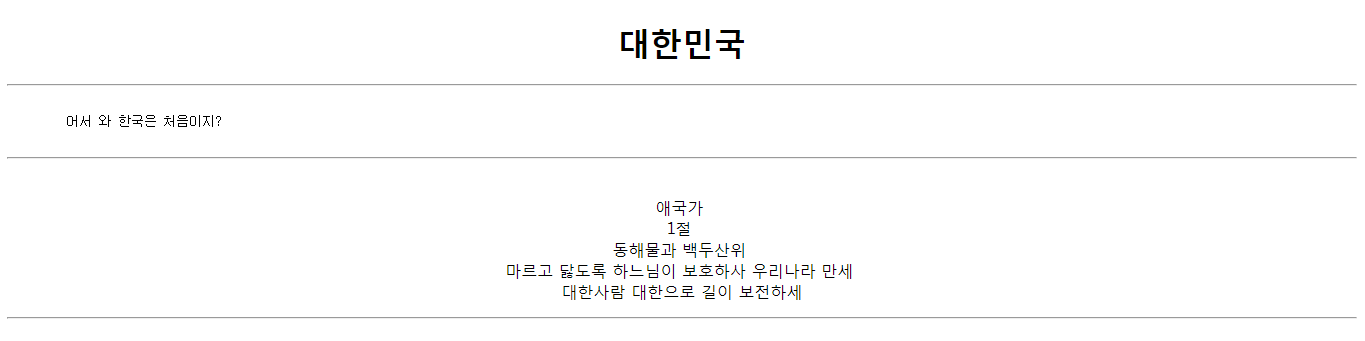 대한민국
어서 와 한국은 처음이지?
애국가
1절
동해물과 백두산위
마르고 닳도록 하느님이 보호하사 우리나라 만세
대한사람 대한으로 길이 보전하세